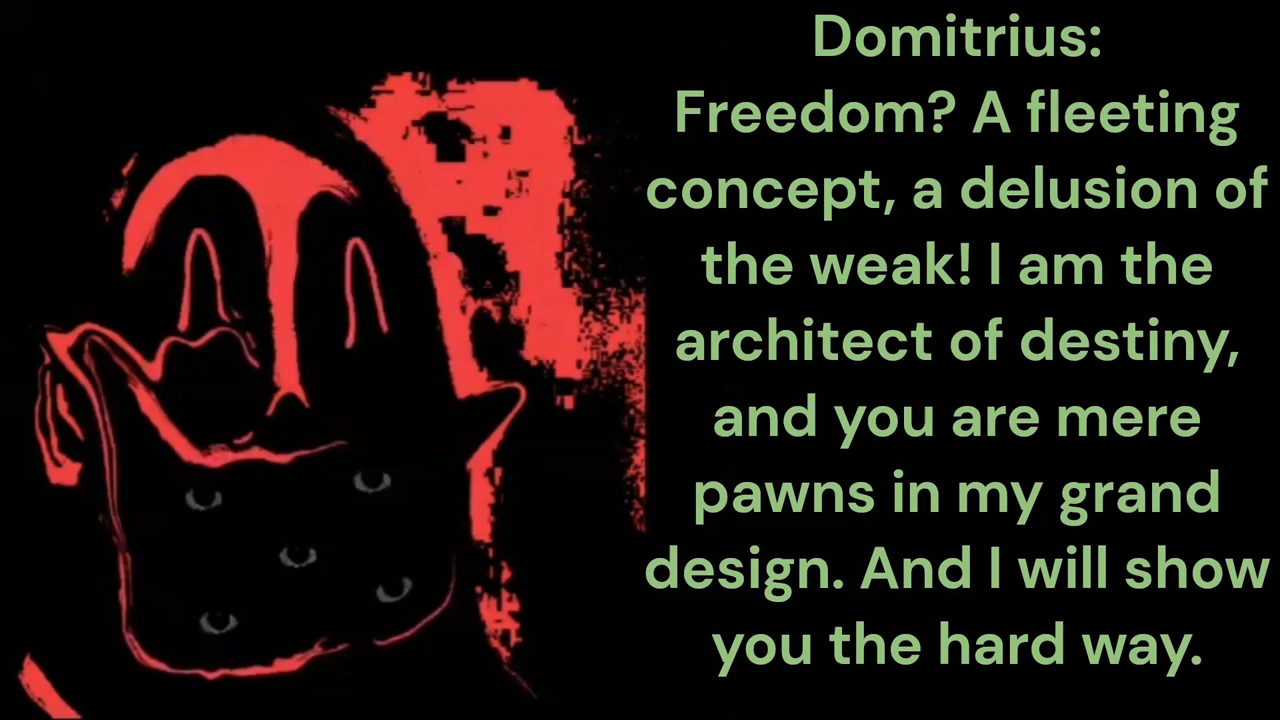 Domitrius:
Freedom? A fleeting
concept, a delusion of
the weak! I am the
architect of destiny,
and you are mere
pawns in my grand
design. And I will show
you the hard way.